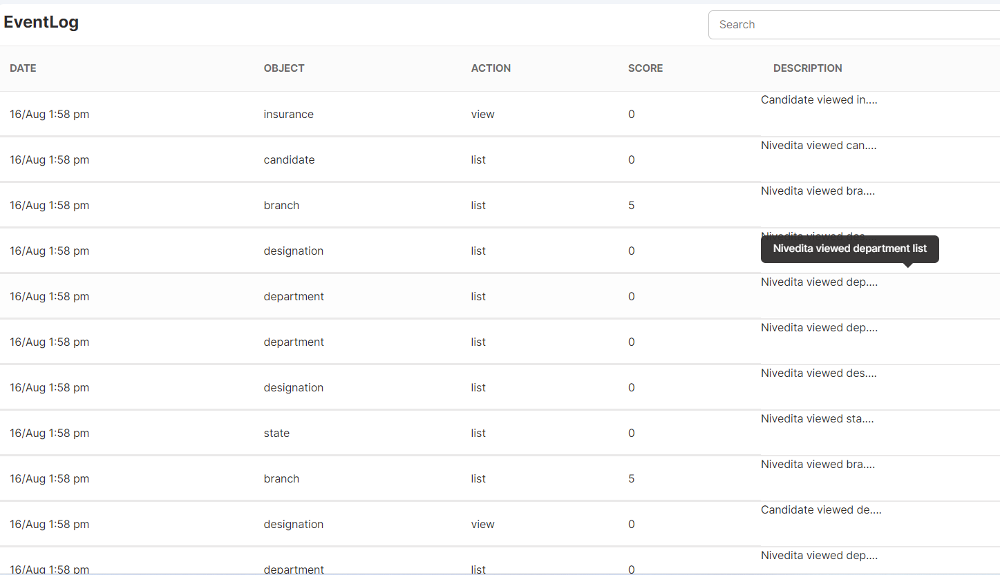 EventLog
Search
DATE OBJECT ACTION SCORE DESCRIPTION
16/Aug 1:58 pm insurance view 0 Candidate viewed in....
16/Aug 1:58 pm candidate list 0 Nivedita viewed can....
16/Aug 1:58 pm branch list 5 Nivedita viewed bra....
16/Aug 1:58 pm designation list 0 Nivedita viewed des....
Nivedita viewed department list
16/Aug 1:58 pm department list 0 Nivedita viewed dep....
16/Aug 1:58 pm department list 0 Nivedita viewed dep....
16/Aug 1:58 pm designation list 0 Nivedita viewed des....
16/Aug 1:58 pm state list 0 Nivedita viewed sta....
16/Aug 1:58 pm branch list 5 Nivedita viewed bra....
16/Aug 1:58 pm designation view 0 Candidate viewed de....
16/Aug 1:58 pm department list 0 Nivedita viewed dep....